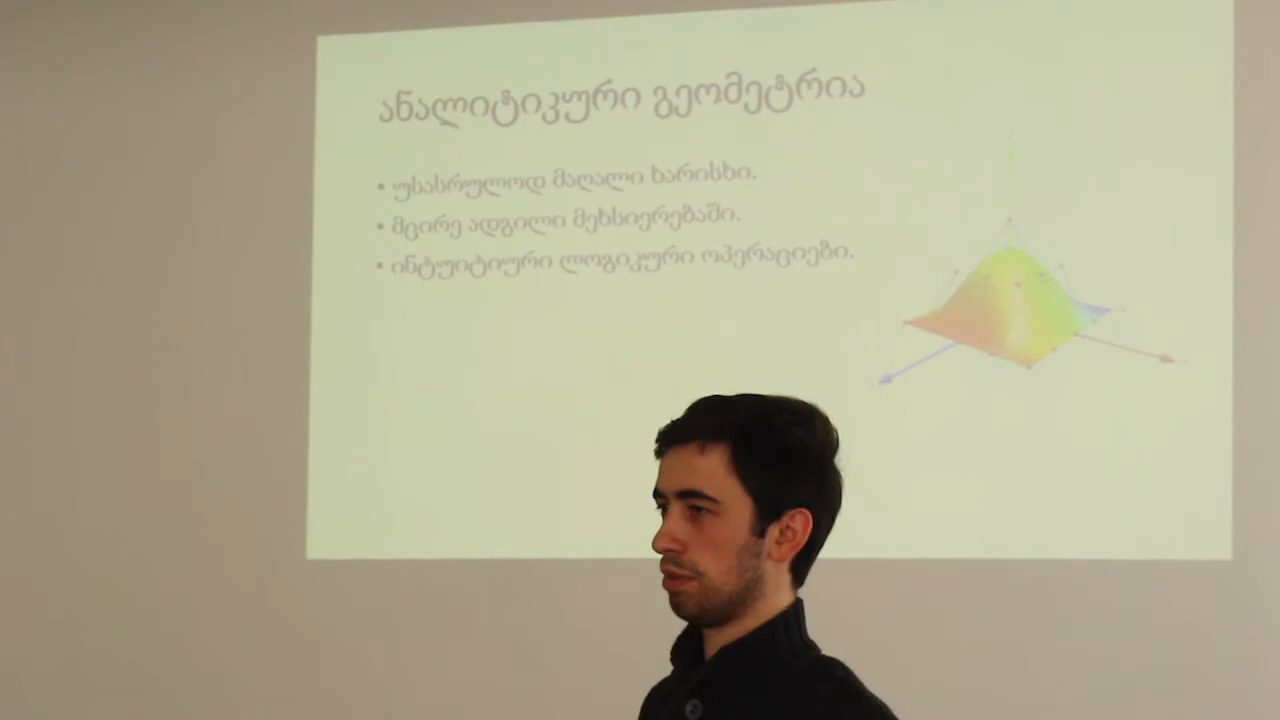 ანალიტიკური გეომეტრია
• უსასრულოდ მაღალი ხარისხი.
• მცირე ადგილი მეხსიერებაში.
• ინტუიტიური ლოგიკური ოპერაციები.